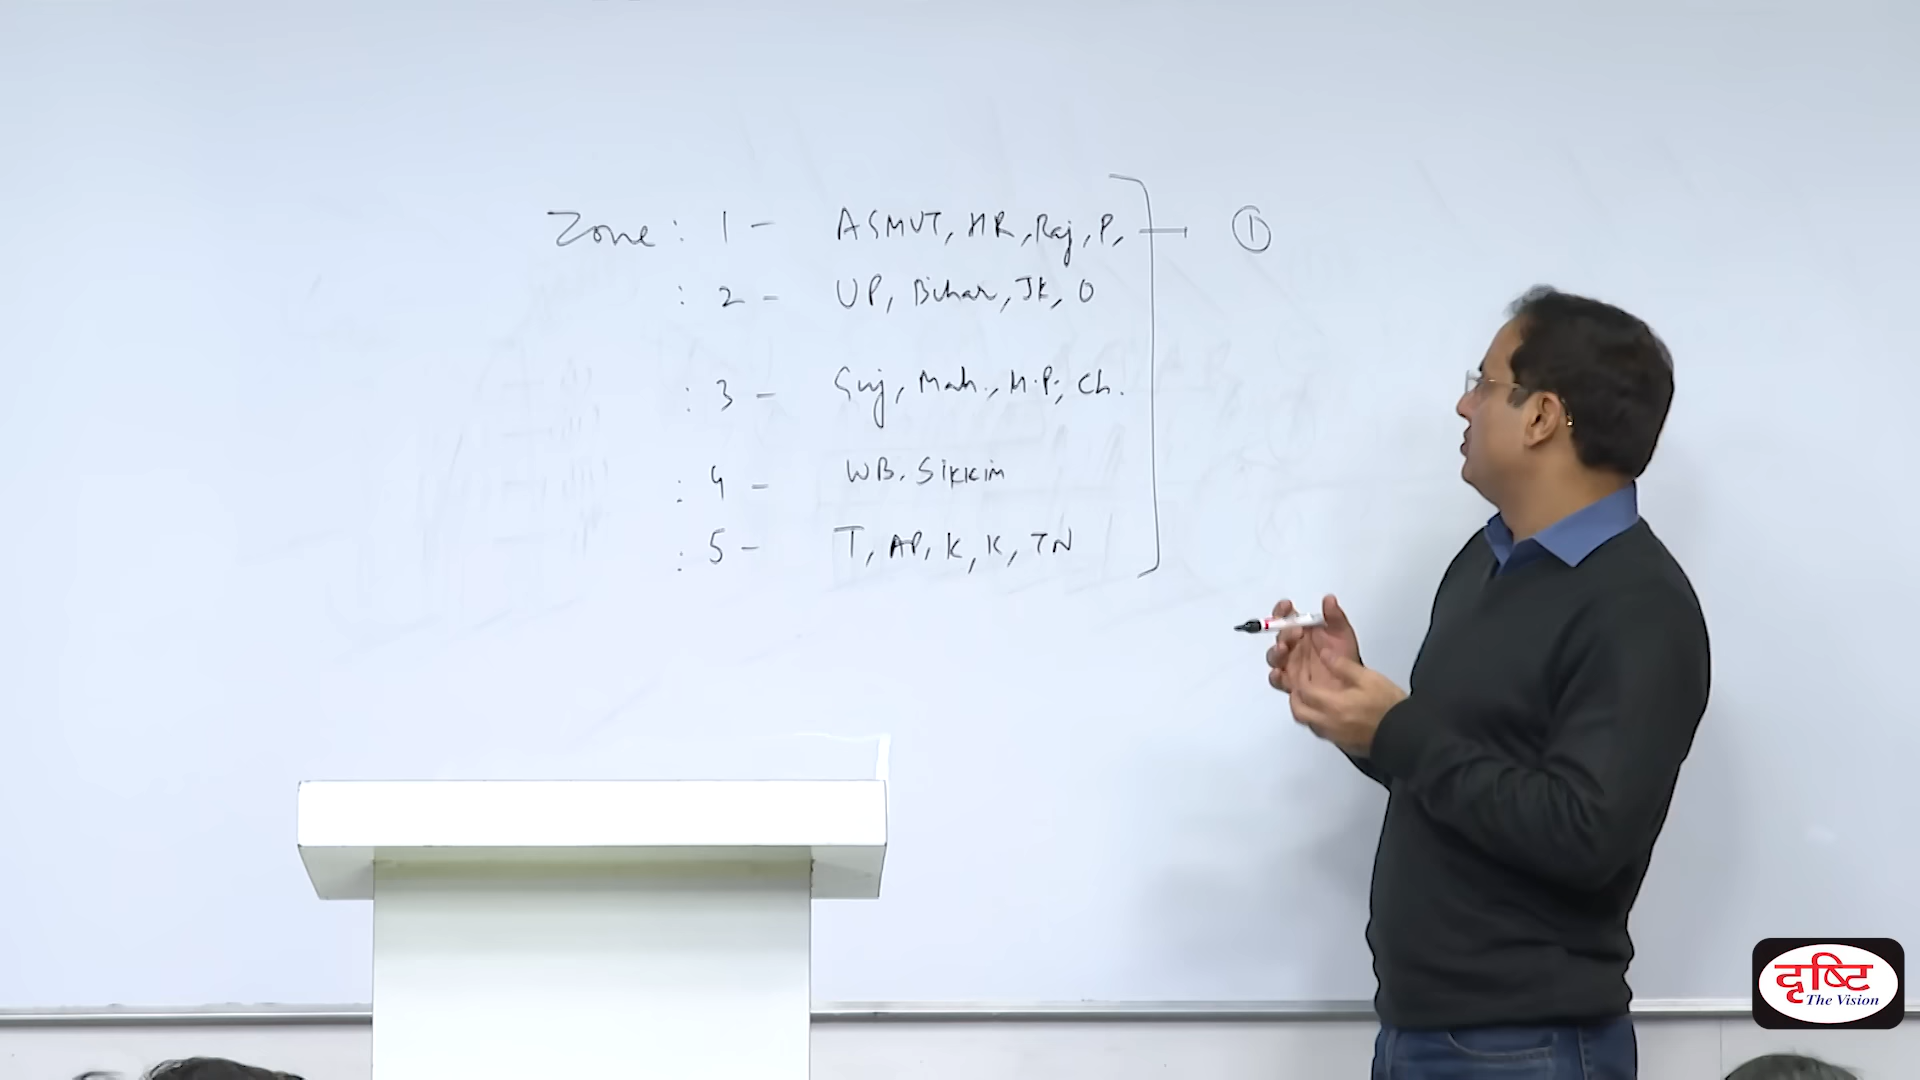 Zone : 1 - ASMUT, HR, Raj, P, ①
: 2 - UP, Bihar, JK, O
: 3 - Guj, Mah., M.P., Ch.
: 4 - WB. Sikkim
: 5 - T, AP, K, K, TN
दृष्टि
The Vision